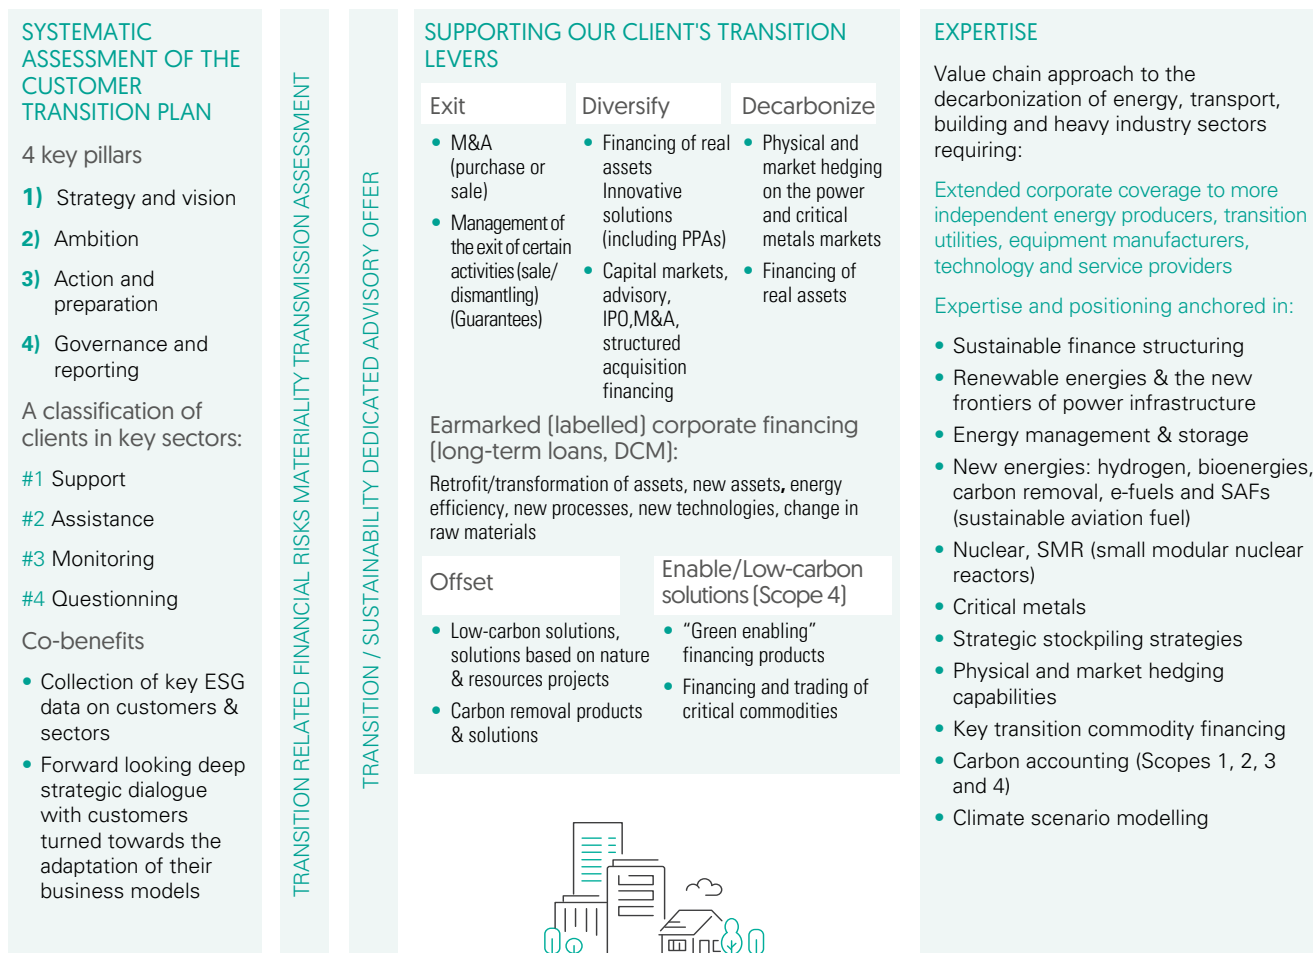 SYSTEMATIC
ASSESSMENT OF THE
CUSTOMER
TRANSITION PLAN
4 key pillars
1) Strategy and vision
2) Ambition
3) Action and
preparation
4) Governance and
reporting
A classification of
clients in key sectors:
#1 Support
#2 Assistance
#3 Monitoring
#4 Questionning
Co-benefits
• Collection of key ESG
data on customers &
sectors
• Forward looking deep
strategic dialogue
with customers
turned towards the
adaptation of their
business models
TRANSITION RELATED FINANCIAL RISKS MATERIALITY TRANSMISSION ASSESSMENT
TRANSITION / SUSTAINABILITY DEDICATED ADVISORY OFFER
SUPPORTING OUR CLIENT'S TRANSITION
LEVERS
Exit
• M&A
(purchase or
sale)
• Management of
the exit of certain
activities (sale/
dismantling)
(Guarantees)
Diversify
• Financing of real
assets
Innovative
solutions
(including PPAs)
• Capital markets,
advisory,
IPO,M&A,
structured
acquisition
financing
Decarbonize
• Physical and
market hedging
on the power
and critical
metals markets
• Financing of
real assets
Earmarked (labelled) corporate financing
(long-term loans, DCM):
Retrofit/transformation of assets, new assets, energy
efficiency, new processes, new technologies, change in
raw materials
Offset
• Low-carbon solutions,
solutions based on nature
& resources projects
• Carbon removal products
& solutions
Enable/Low-carbon
solutions (Scope 4)
• “Green enabling”
financing products
• Financing and trading of
critical commodities
EXPERTISE
Value chain approach to the
decarbonization of energy, transport,
building and heavy industry sectors
requiring:
Extended corporate coverage to more
independent energy producers, transition
utilities, equipment manufacturers,
technology and service providers
Expertise and positioning anchored in:
• Sustainable finance structuring
• Renewable energies & the new
frontiers of power infrastructure
• Energy management & storage
• New energies: hydrogen, bioenergies,
carbon removal, e-fuels and SAFs
(sustainable aviation fuel)
• Nuclear, SMR (small modular nuclear
reactors)
• Critical metals
• Strategic stockpiling strategies
• Physical and market hedging
capabilities
• Key transition commodity financing
• Carbon accounting (Scopes 1, 2, 3
and 4)
• Climate scenario modelling